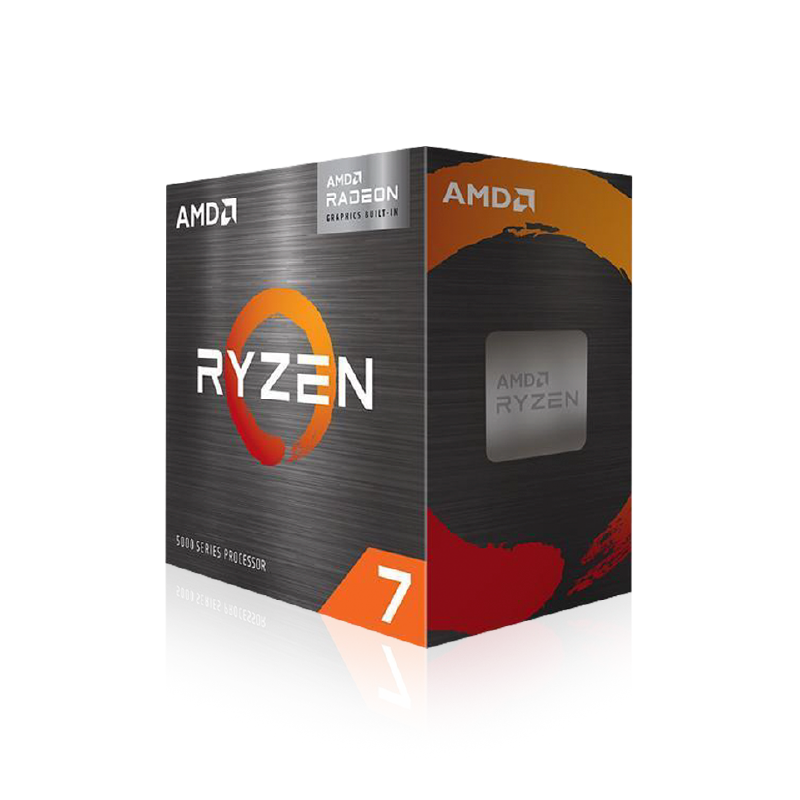 AMD
AMD
RADEON
GRAPHICS BUILT-IN
RYZEN
5000 SERIES PROCESSOR
7
AMD
AMD
RYZEN